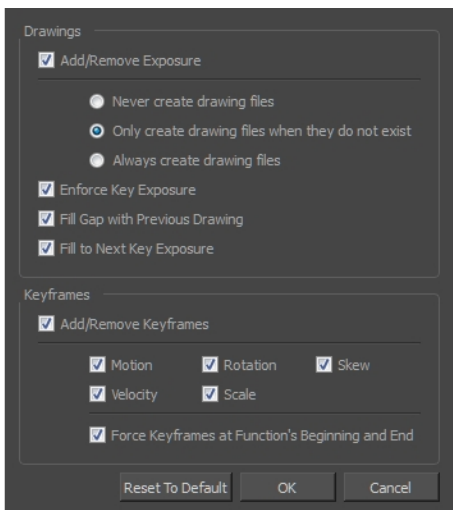 Drawings
Add/Remove Exposure
Never create drawing files
Only create drawing files when they do not exist
Always create drawing files
Enforce Key Exposure
Fill Gap with Previous Drawing
Fill to Next Key Exposure
Keyframes
Add/Remove Keyframes
Motion Rotation Skew
Velocity Scale
Force Keyframes at Function's Beginning and End
Reset To Default OK Cancel